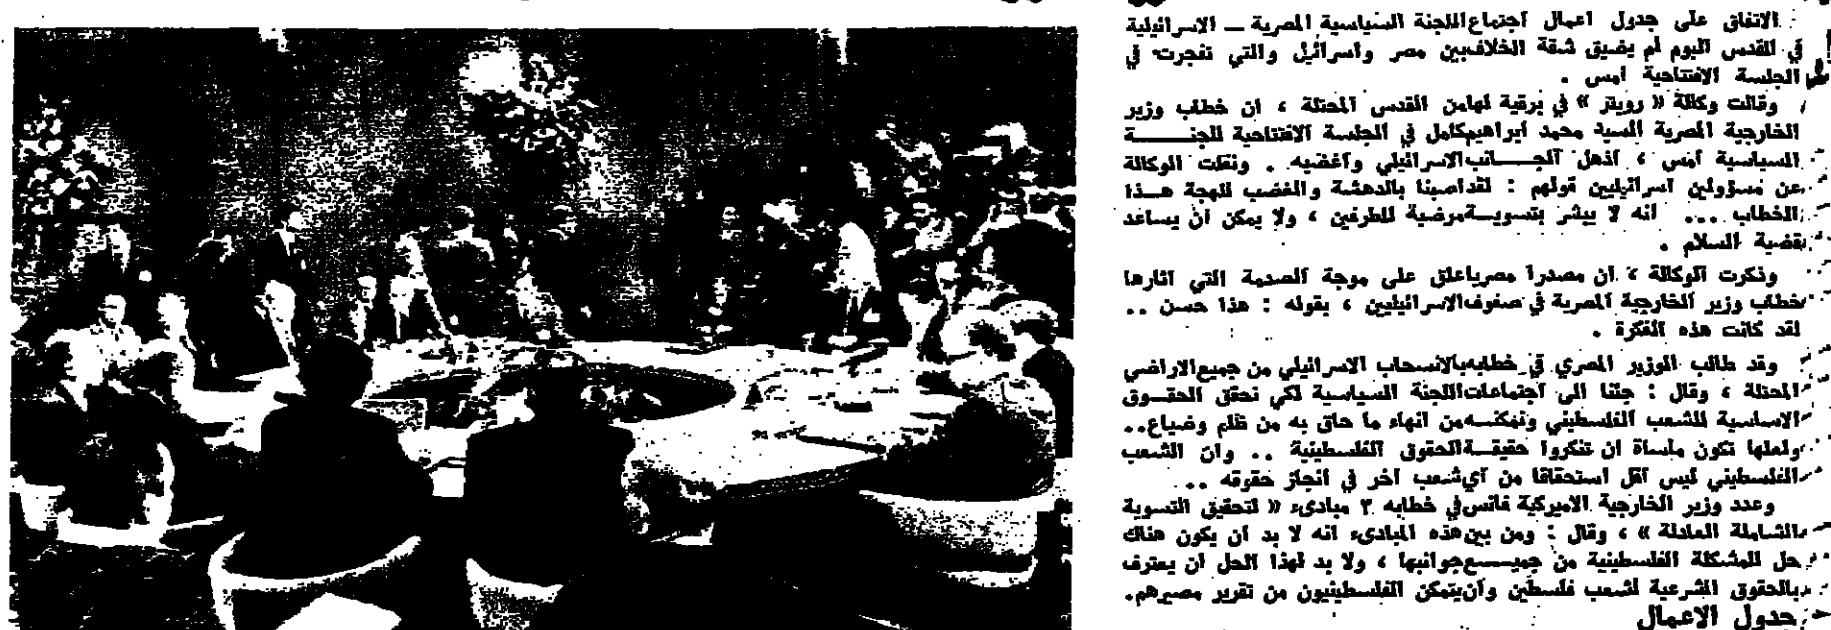 الاتفاق على جدول اعمال اجتماع اللجنة السياسية المصرية ــ الاسرائيلية
في القدس اليوم لم يضيق شقة الخلاف بين مصر واسرائيل والتي تفجرت في
الجلسة الافتتاحية امس .
وقالت وكالة « رويتر » في برقية لها من القدس المحتلة ، ان خطاب وزير
الخارجية المصرية السيد محمد ابراهيم كامل في الجلسة الافتتاحية للجنـــــة
السياسية امس ، اذهل الجـــانب الاسرائيلي واغضبه . ونقلت الوكالة
عن مسؤولين اسرائيليين قولهم : لقد اصبنا بالدهشة والغضب للهجة هــذا
الخطاب ... انه لا يبشر بتسويــة مرضية للطرفين ، ولا يمكن ان يساعد
قضية السلام .
وذكرت الوكالة ، ان مصدرا مصريا علق على موجة الصدمة التي اثارها
خطاب وزير الخارجية المصرية في صفوف الاسرائيليين ، بقوله : هذا حسن ..
لقد كانت هذه الفكرة .
وقد طالب الوزير المصري في خطابه بالانسحاب الاسرائيلي من جميع الاراضي
المحتلة ، وقال : جئنا الى اجتماعات اللجنة السياسية لكي نحقق الحقــوق
الاساسية للشعب الفلسطيني ونمكنــه من انهاء ما حاق به من ظلم وضياع ..
ولعلها تكون مأساة ان تنكروا حقيقــة الحقوق الفلسطينية .. وان الشعب
الفلسطيني ليس اقل استحقاقا من اي شعب اخر في انجاز حقوقه ..
وعدد وزير الخارجية الاميركية فانس في خطابه ٣ مبادىء « لتحقيق التسوية
الشاملة العادلة » ، وقال : ومن بين هذه المبادىء انه لا بد ان يكون هناك
حل للمشكلة الفلسطينية من جميــــع جوانبها ، ولا بد لهذا الحل ان يعترف
بالحقوق الشرعية لشعب فلسطين وان يتمكن الفلسطينيون من تقرير مصيرهم .
جدول الاعمال